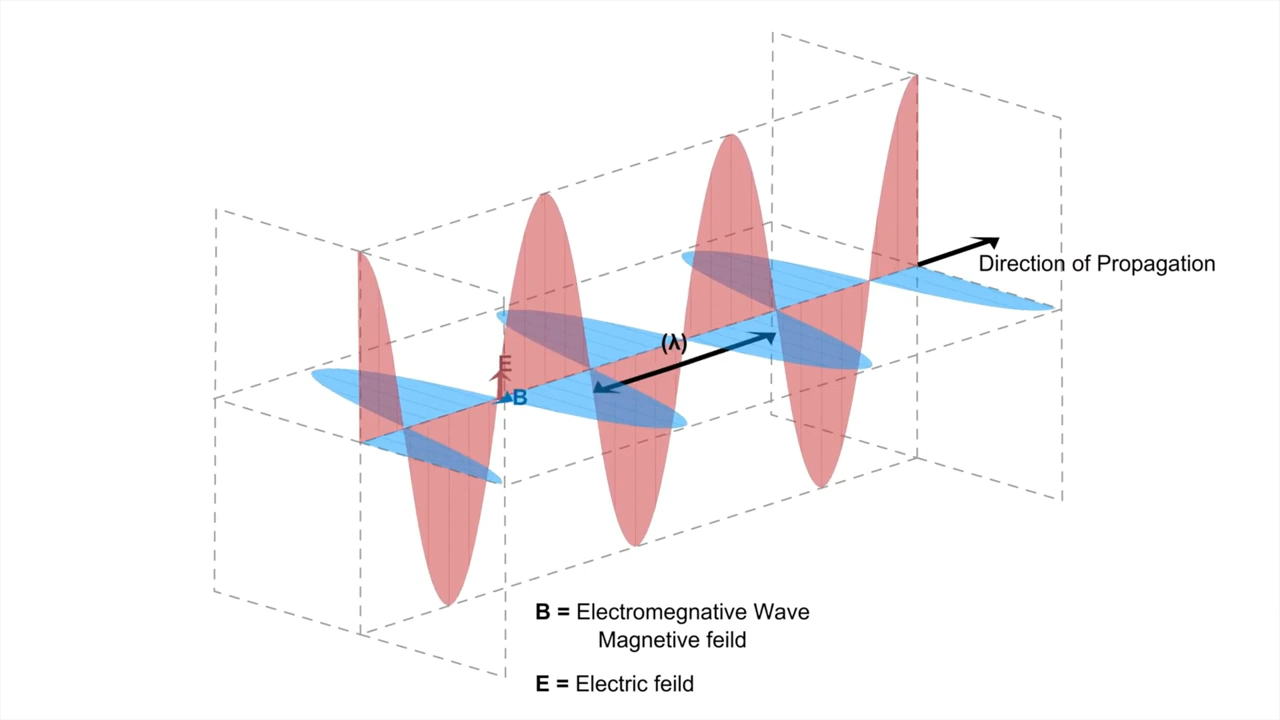 Direction of Propagation
(λ)
E
B
B = Electromegnative Wave
Magnetive feild
E = Electric feild